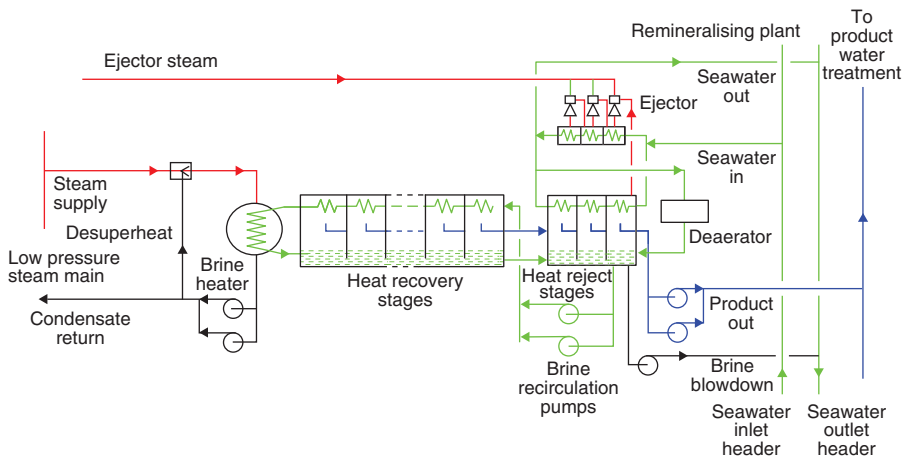 To
product
water
treatment
Remineralising plant
Ejector steam
Seawater
out
Ejector
Seawater
in
Steam
supply
Desuperheat
Deaerator
Low pressure
steam main
Brine
heater
Heat recovery
stages
Heat reject
stages
Product
out
Condensate
return
Brine
recirculation
pumps
Brine
blowdown
Seawater
inlet
header
Seawater
outlet
header